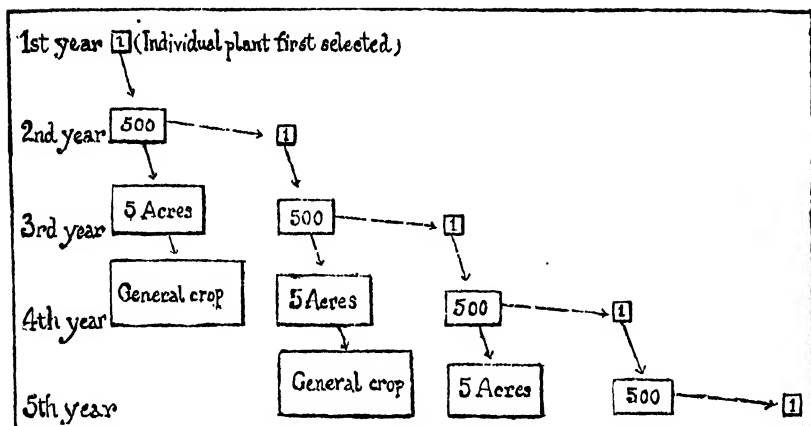 1st year 1 (Individual plant first selected)
2nd year 500 1
3rd year 5 Acres 500 1
4th year General crop 5 Acres 500 1
5th year General crop 5 Acres 500 1